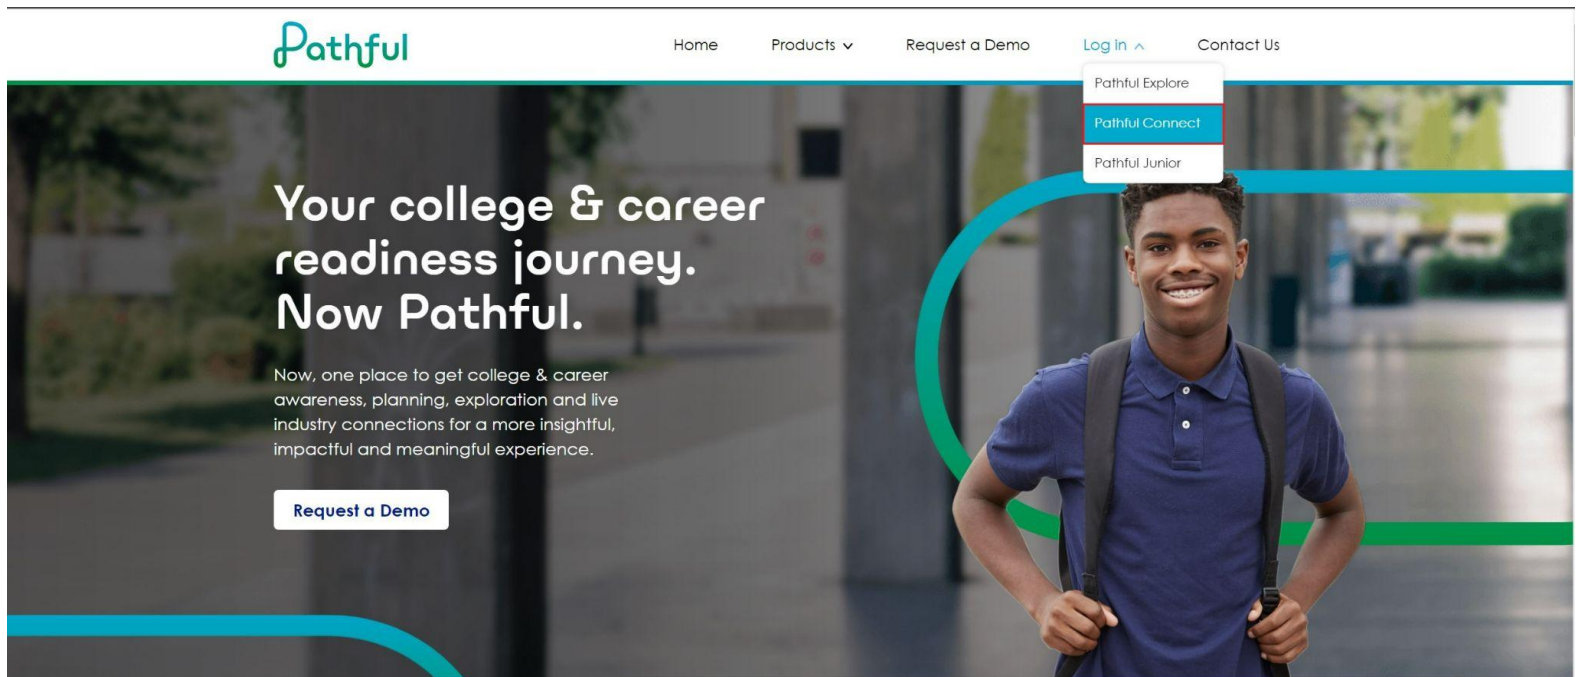 Pathful
Home Products Request a Demo Log in Contact Us
Pathful Explore
Pathful Connect
Pathful Junior
Your college & career
readiness journey.
Now Pathful.
Now, one place to get college & career
awareness, planning, exploration and live
industry connections for a more insightful,
impactful and meaningful experience.
Request a Demo